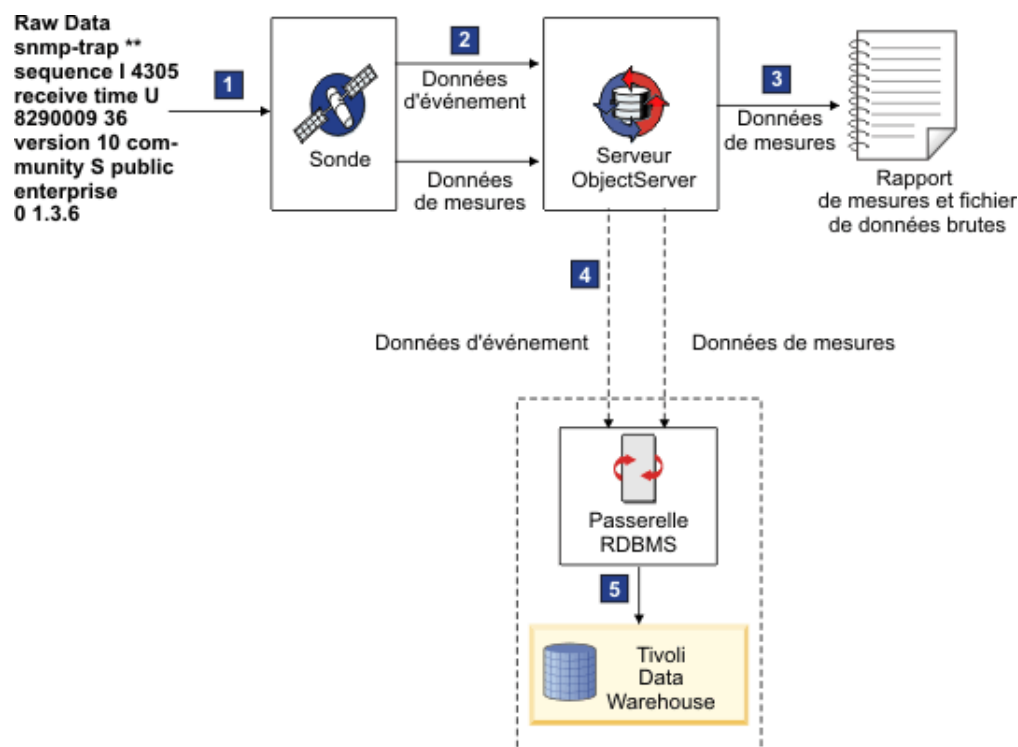 Raw Data
snmp-trap **
sequence I 4305
receive time U
8290009 36
version 10 com-
munity S public
enterprise
0 1.3.6
1
Sonde
2
Données
d'événement
Données
de mesures
Serveur
ObjectServer
3
Données
de mesures
Rapport
de mesures et fichier
de données brutes
4
Données d'événement
Données de mesures
Passerelle
RDBMS
5
Tivoli
Data
Warehouse